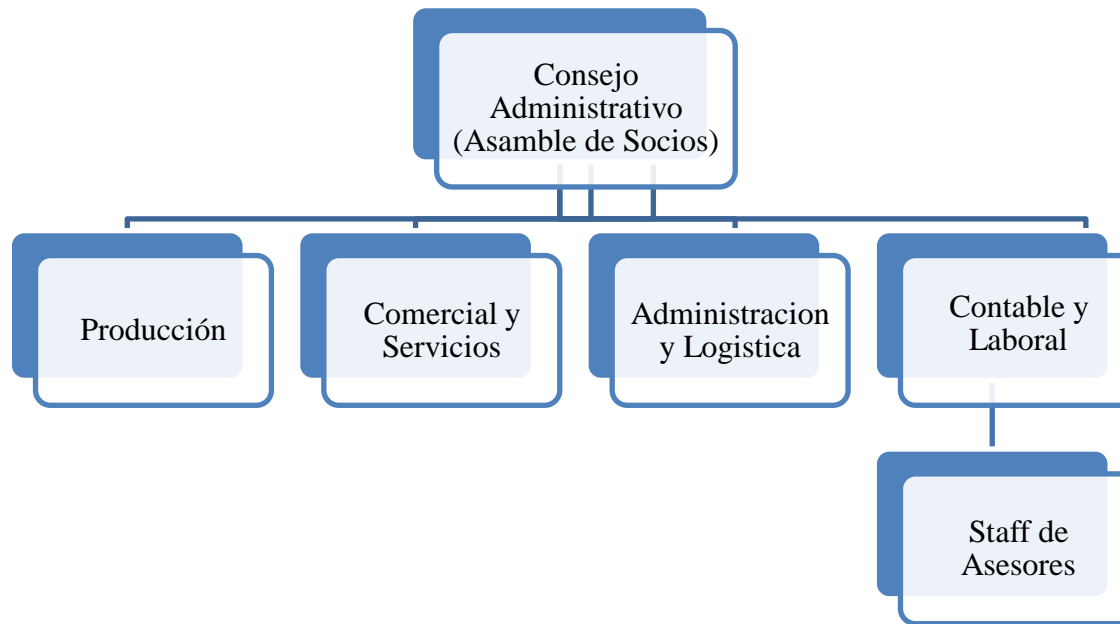 Consejo
Administrativo
(Asamble de Socios)
Producción
Comercial y
Servicios
Administracion
y Logistica
Contable y
Laboral
Staff de
Asesores